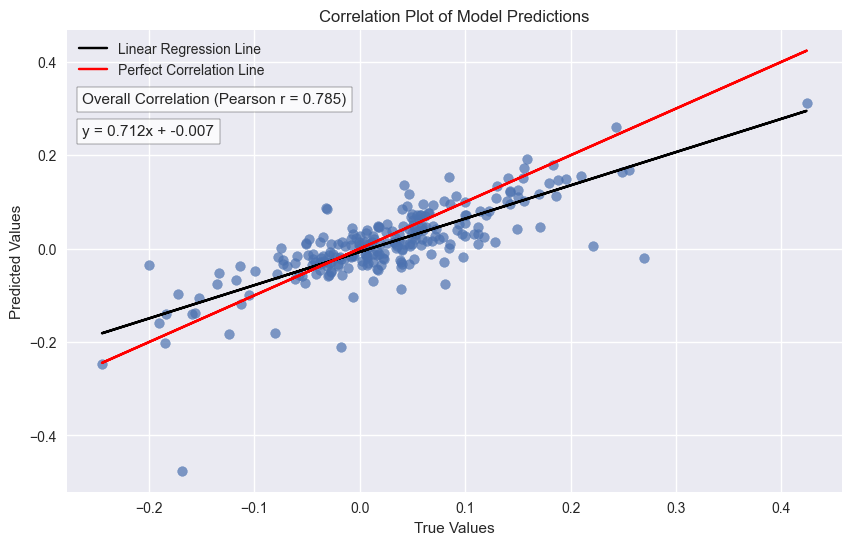 Correlation Plot of Model Predictions
Linear Regression Line
Perfect Correlation Line
Overall Correlation (Pearson r = 0.785)
y = 0.712x + -0.007
Predicted Values
0.4
0.2
0.0
−0.2
−0.4
−0.2
−0.1
0.0
0.1
0.2
0.3
0.4
True Values